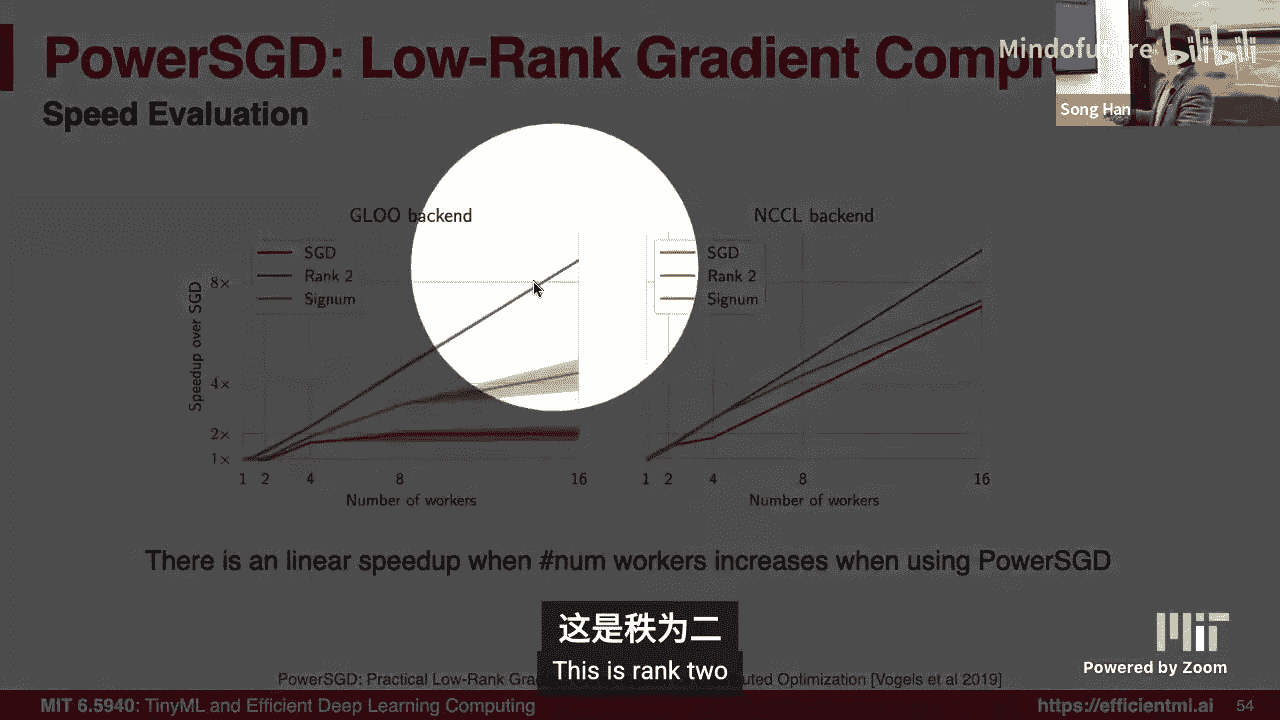 PowerSGD: Low-Rank Gradient Comp
Mindofuture bilibili
Song Han
Speed Evaluation
GLOO backend
SGD
Rank 2
Signum
8×
4×
2×
1×
Speedup over SGD
1 2 4 8 16
Number of workers
NCCL backend
SGD
Rank 2
Signum
1 2 4 8 16
Number of workers
There is an linear speedup when #num workers increases when using PowerSGD
这是秩为二
This is rank two
PowerSGD: Practical Low-Rank Gra
uted Optimization [Vogels et al 2019]
MIT
Powered by Zoom
MIT 6.5940: TinyML and Efficient Deep Learning Computing
https://efficientml.ai
54